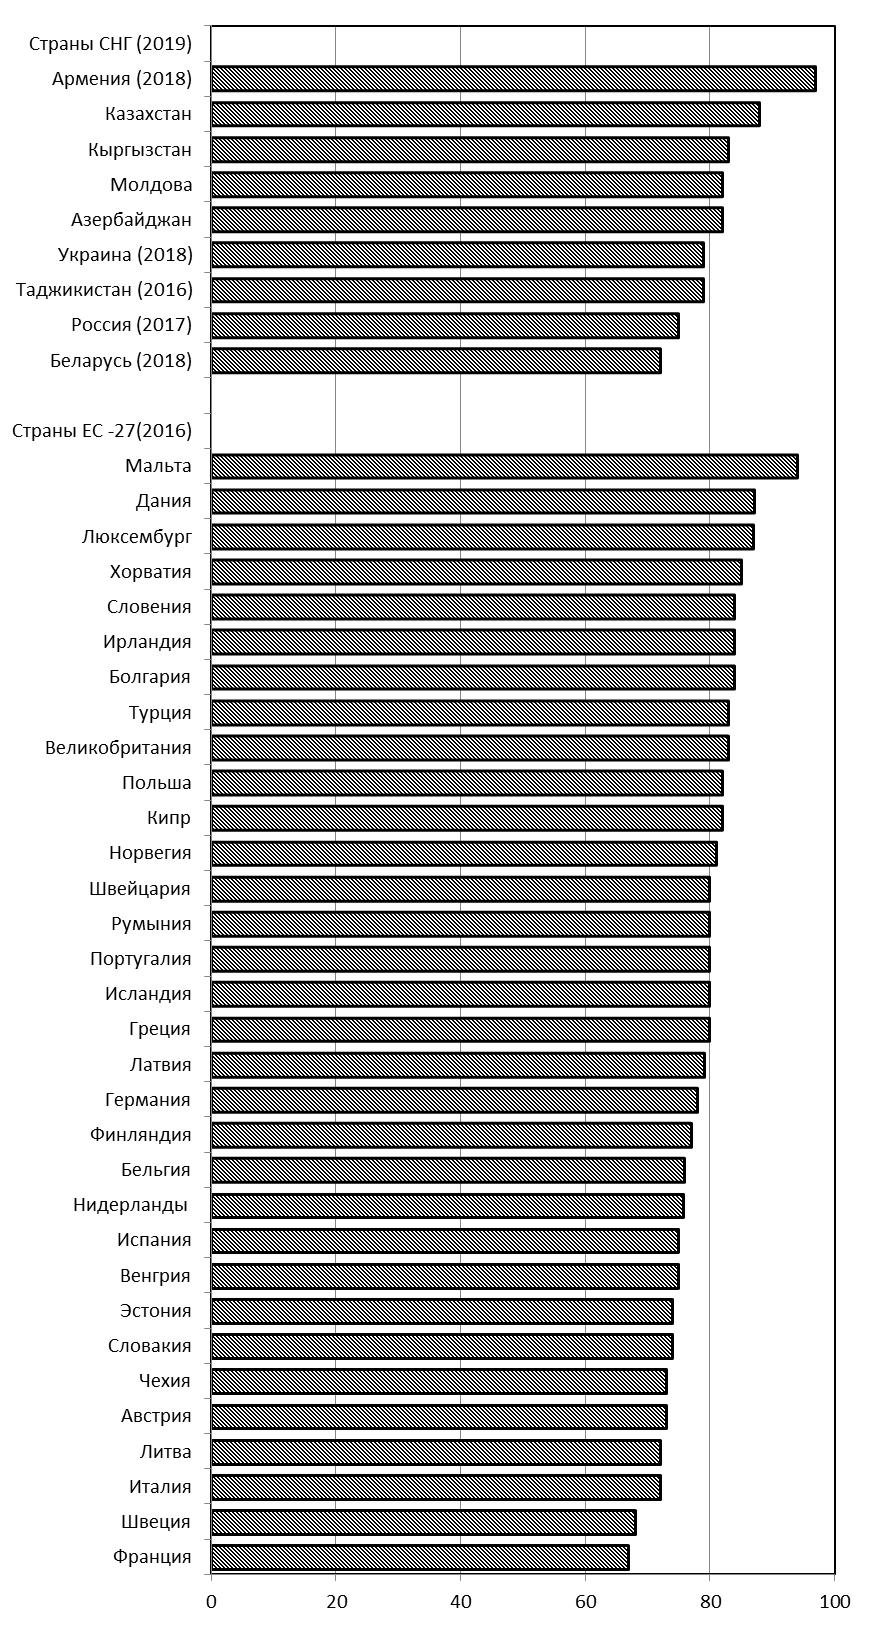 Страны СНГ (2019)
Армения (2018)
Казахстан
Кыргызстан
Молдова
Азербайджан
Украина (2018)
Таджикистан (2016)
Россия (2017)
Беларусь (2018)
Страны ЕС -27(2016)
Мальта
Дания
Люксембург
Хорватия
Словения
Ирландия
Болгария
Турция
Великобритания
Польша
Кипр
Норвегия
Швейцария
Румыния
Португалия
Исландия
Греция
Латвия
Германия
Финляндия
Бельгия
Нидерланды
Испания
Венгрия
Эстония
Словакия
Чехия
Австрия
Литва
Италия
Швеция
Франция
0 20 40 60 80 100